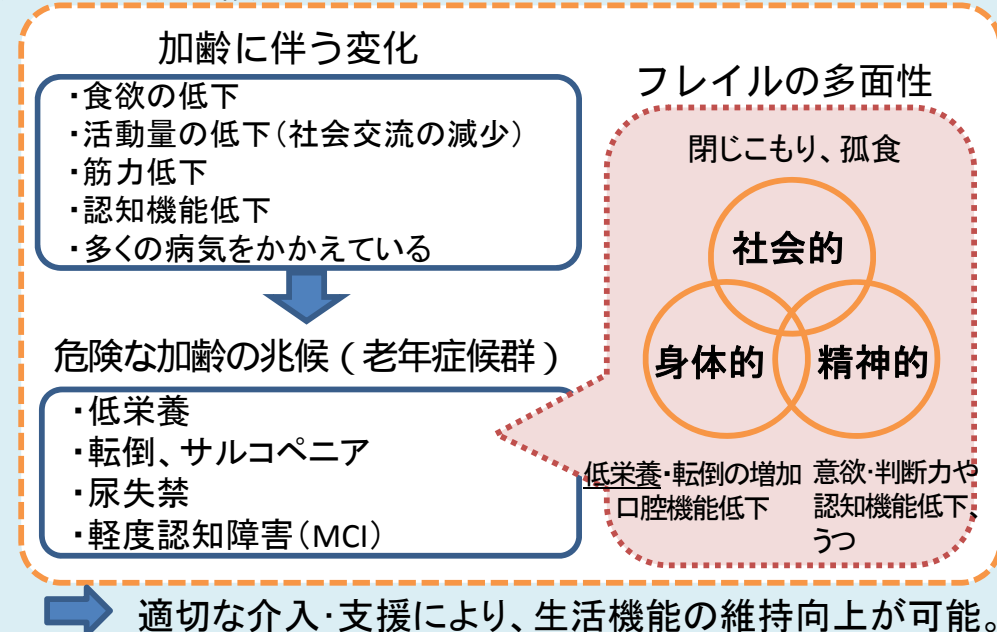 加齢に伴う変化
・食欲の低下
・活動量の低下(社会交流の減少)
・筋力低下
・認知機能低下
・多くの病気をかかえている
危険な加齢の兆候(老年症候群)
・低栄養
・転倒、サルコペニア
・尿失禁
・軽度認知障害(MCI)
フレイルの多面性
閉じこもり、孤食
社会的
身体的
精神的
低栄養・転倒の増加
口腔機能低下
意欲・判断力や
認知機能低下、
うつ
適切な介入・支援により、生活機能の維持向上が可能。